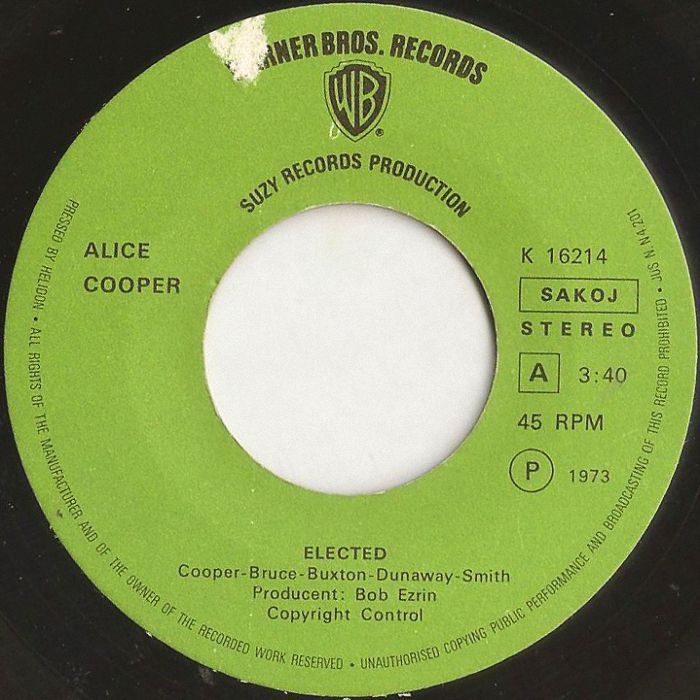 RNER BROS. RECORDS
WB
®
SUZY RECORDS PRODUCTION
ALICE
COOPER
K 16214
SAKOJ
STEREO
A 3:40
45 RPM
P 1973
ELECTED
Cooper-Bruce-Buxton-Dunaway-Smith
Producent: Bob Ezrin
Copyright Control
PRESSED BY HELIDON • ALL RIGHTS OF THE MANUFACTURER AND OF THE OWNER OF THE RECORDED WORK RESERVED • UNAUTHORISED COPYING PUBLIC PERFORMANCE AND BROADCASTING OF THIS RECORD PROHIBITED • JUS N. N4 201